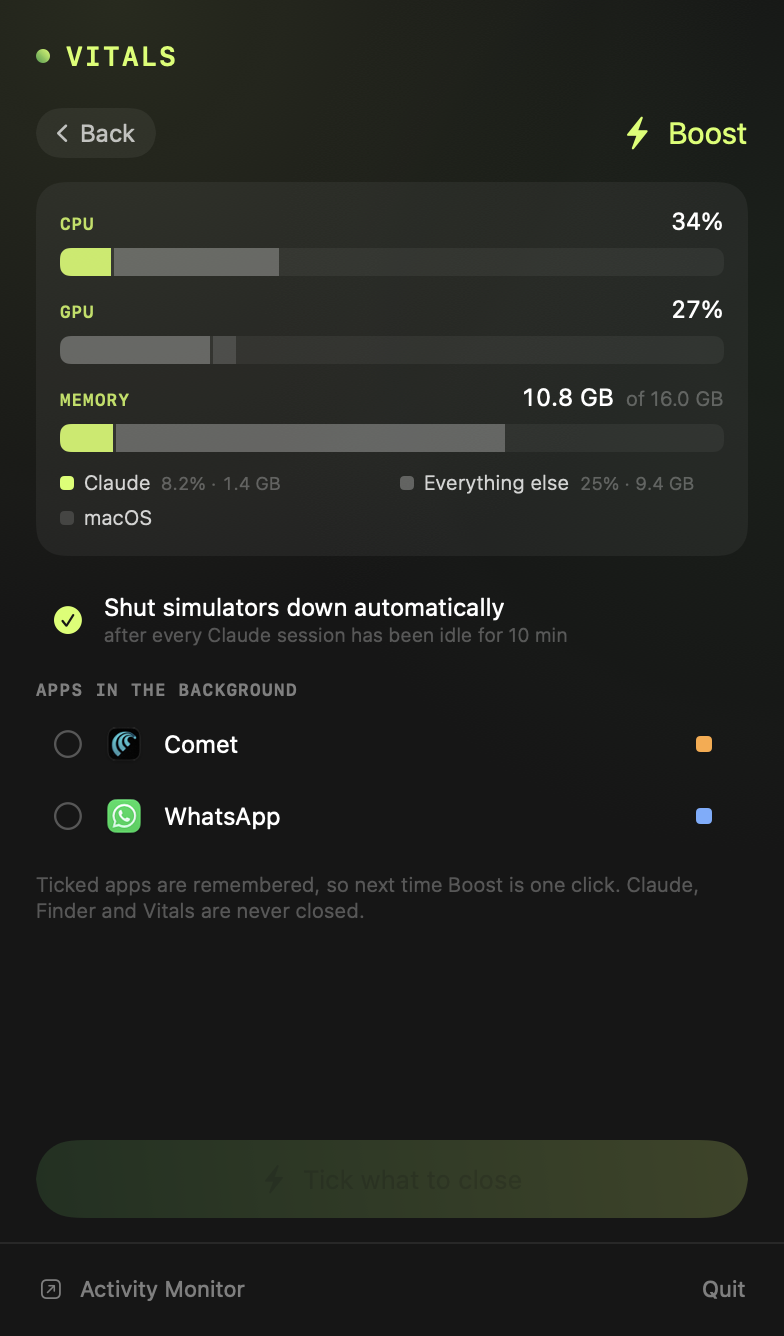 VITALS
Back
Boost
CPU 34%
GPU 27%
MEMORY 10.8 GB of 16.0 GB
Claude 8.2% · 1.4 GB Everything else 25% · 9.4 GB
macOS
Shut simulators down automatically
after every Claude session has been idle for 10 min
APPS IN THE BACKGROUND
Comet
WhatsApp
Ticked apps are remembered, so next time Boost is one click. Claude,
Finder and Vitals are never closed.
Tick what to close
Activity Monitor Quit